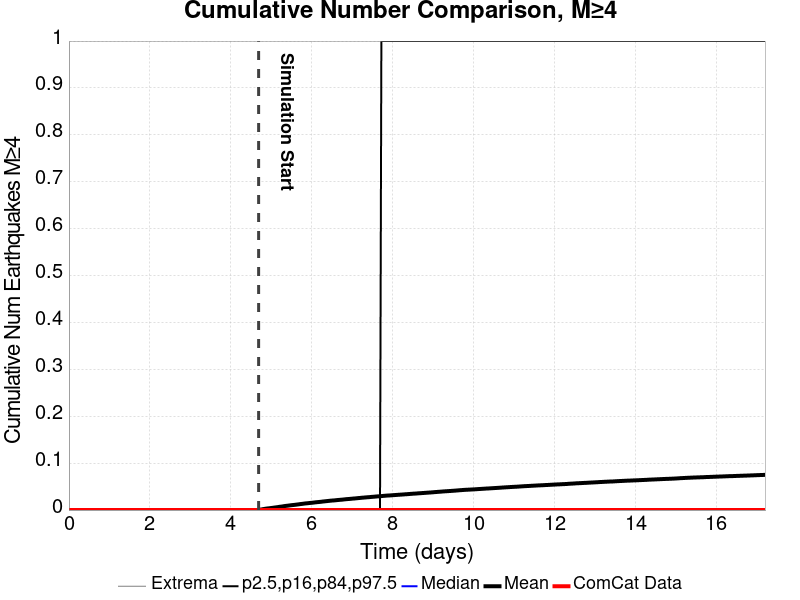 Cumulative Number Comparison, M≥4
Cumulative Num Earthquakes M≥4
1
0.9
0.8
0.7
0.6
0.5
0.4
0.3
0.2
0.1
0
Simulation Start
0 2 4 6 8 10 12 14 16
Time (days)
Extrema p2.5,p16,p84,p97.5 Median Mean ComCat Data